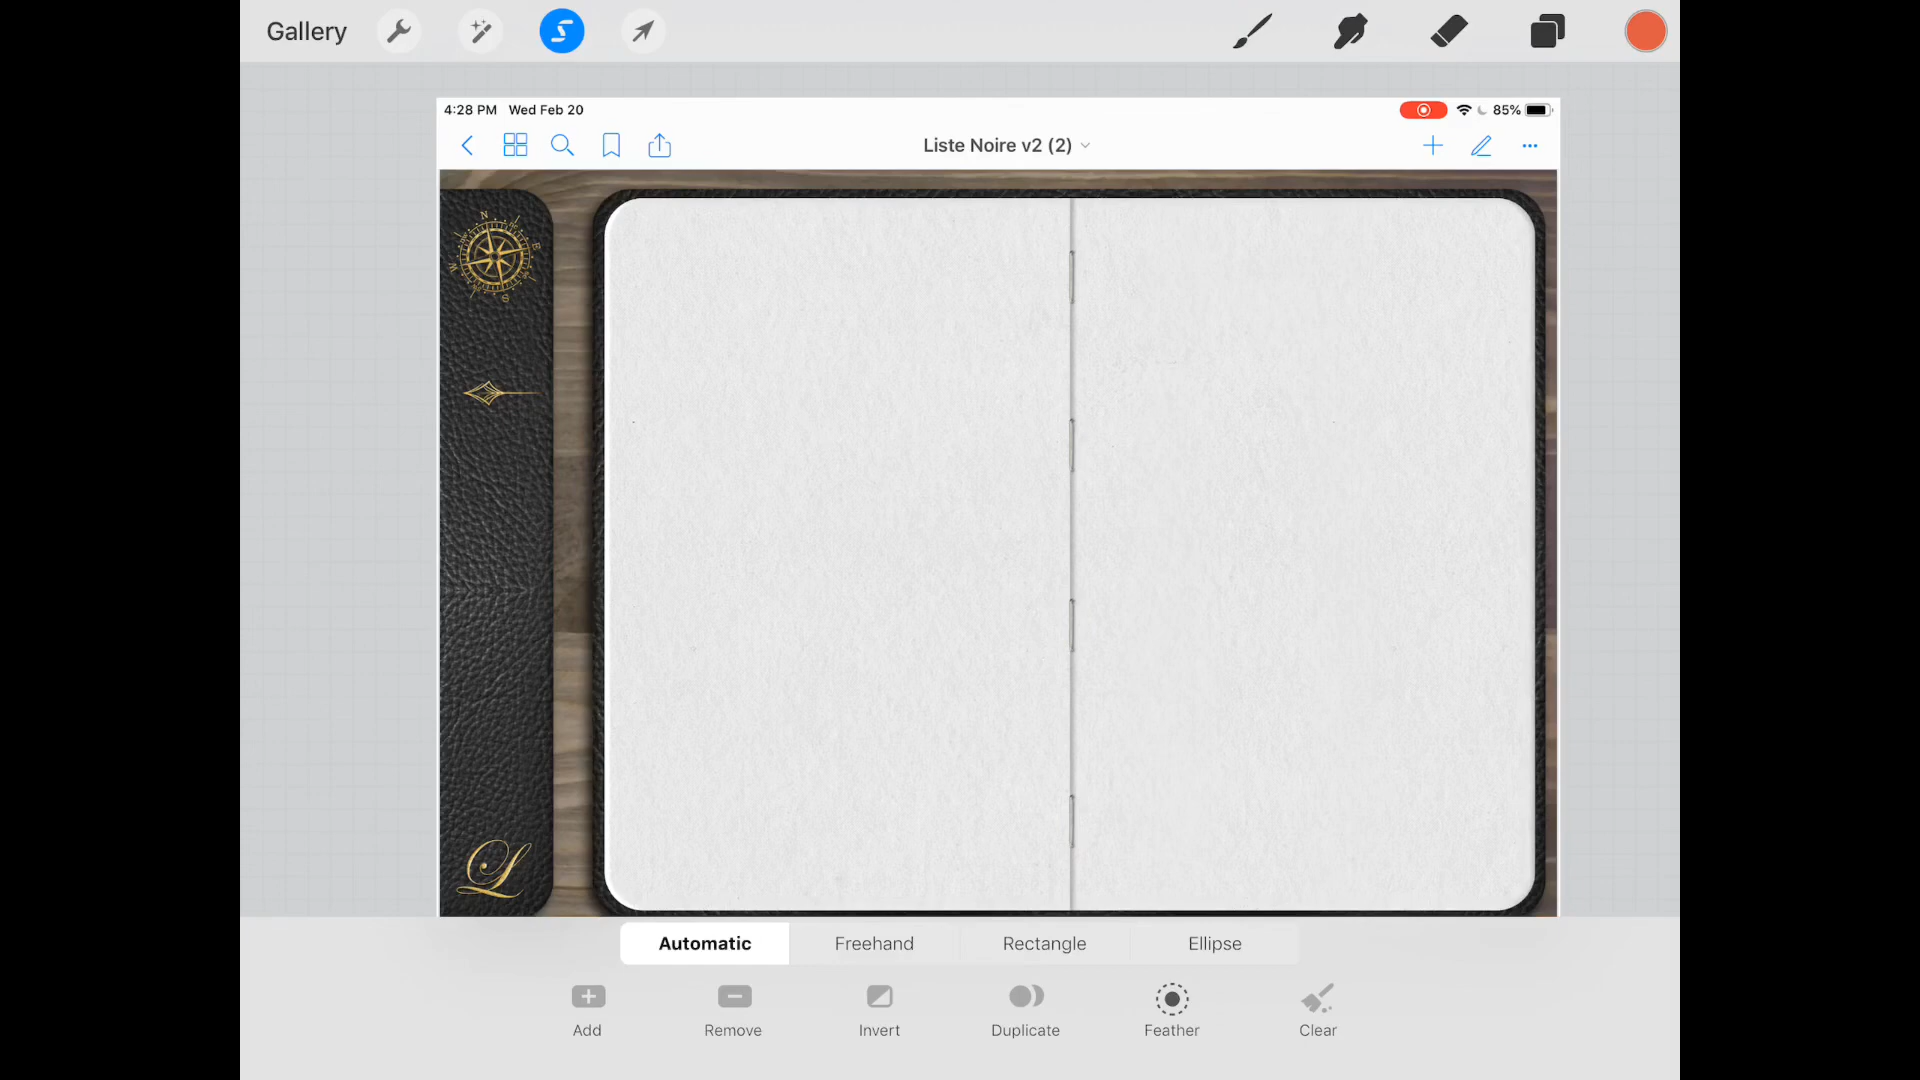 Gallery
4:28 PM Wed Feb 20
85%
Liste Noire v2 (2)
N
E
S
W
L
Automatic Freehand Rectangle Ellipse
Add Remove Invert Duplicate Feather Clear